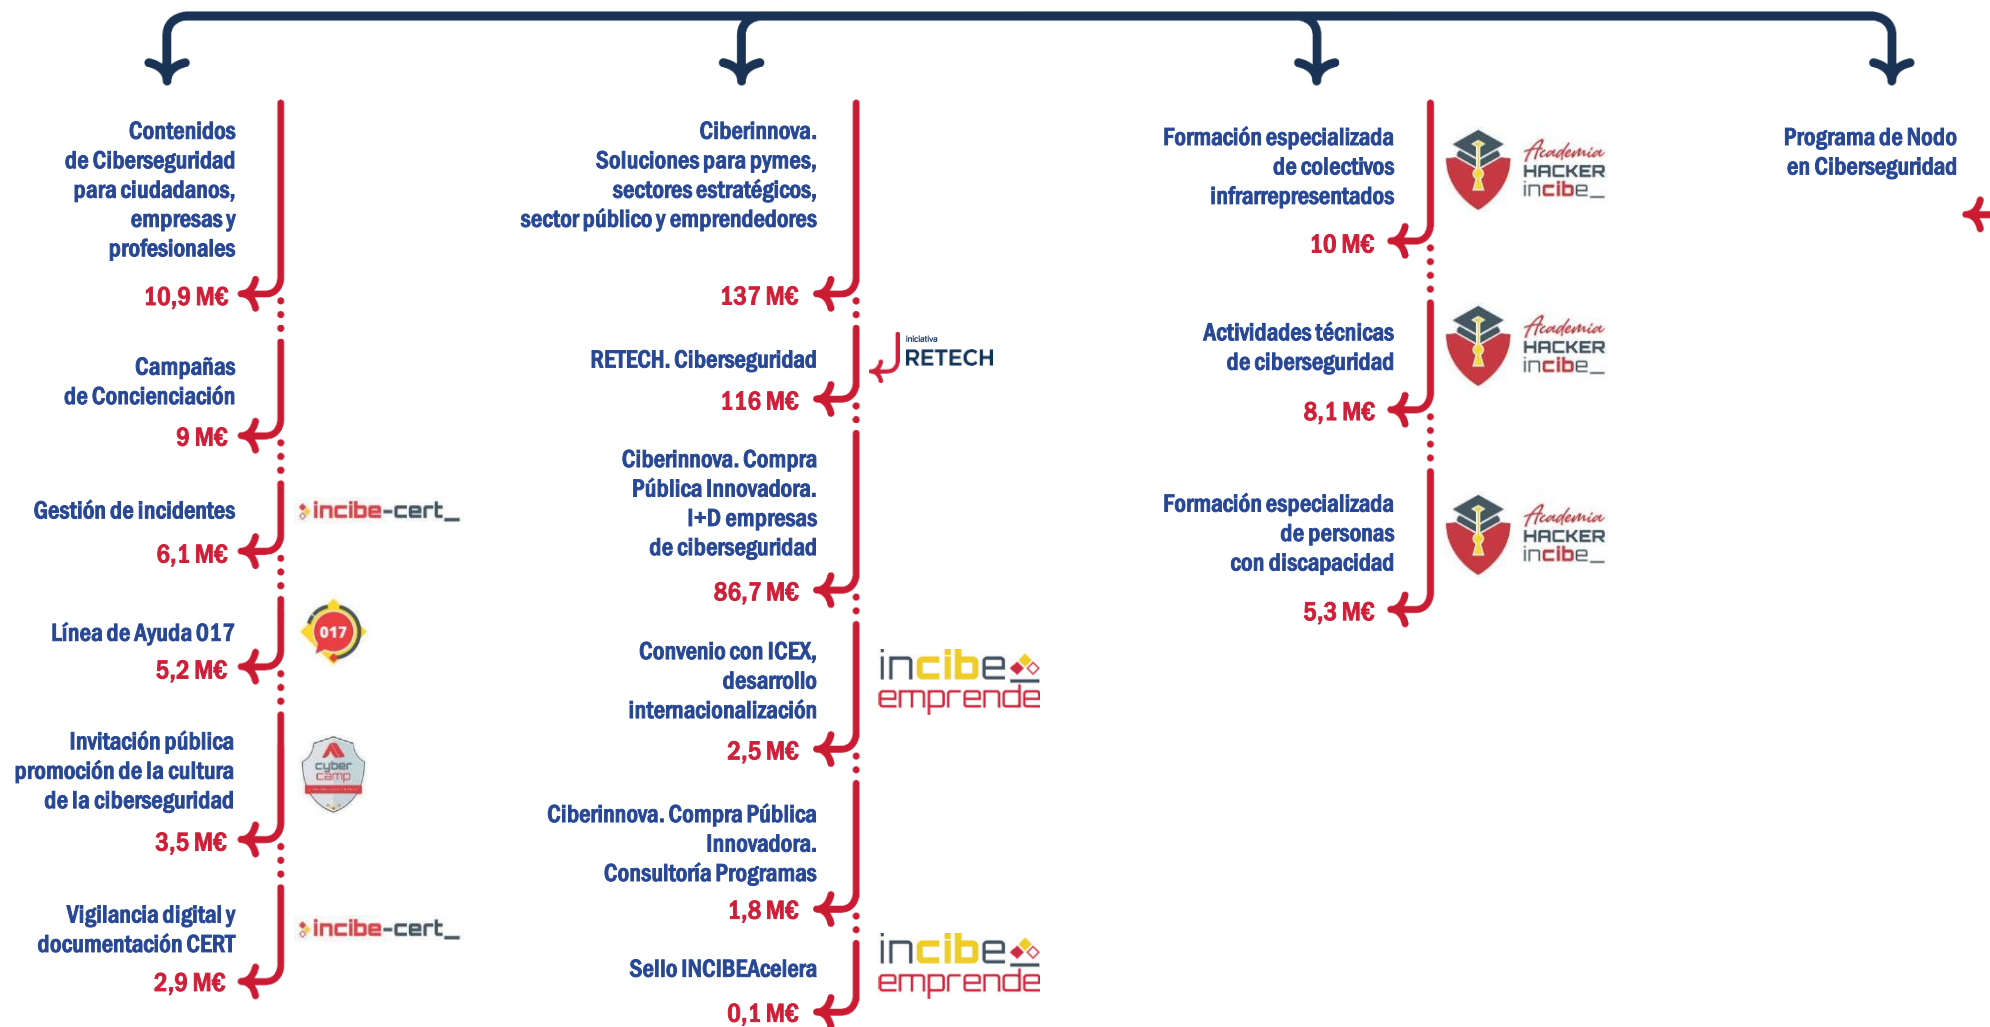 Contenidos
de Ciberseguridad
para ciudadanos,
empresas y
profesionales
10,9 M€
Campañas
de Concienciación
9 M€
Gestión de incidentes
incibe-cert_
6,1 M€
Línea de Ayuda 017
017
5,2 M€
Invitación pública
promoción de la cultura
de la ciberseguridad
cyber
camp
3,5 M€
Vigilancia digital y
documentación CERT
incibe-cert_
2,9 M€
Ciberinnova.
Soluciones para pymes,
sectores estratégicos,
sector público y emprendedores
137 M€
RETECH. Ciberseguridad
iniciativa
RETECH
116 M€
Ciberinnova. Compra
Pública Innovadora.
I+D empresas
de ciberseguridad
86,7 M€
Convenio con ICEX,
desarrollo
internacionalización
incibe_
emprende
2,5 M€
Ciberinnova. Compra Pública
Innovadora.
Consultoría Programas
1,8 M€
Sello INCIBEAcelera
incibe_
emprende
0,1 M€
Formación especializada
de colectivos
infrarrepresentados
Academia
HACKER
incibe_
10 M€
Actividades técnicas
de ciberseguridad
Academia
HACKER
incibe_
8,1 M€
Formación especializada
de personas
con discapacidad
Academia
HACKER
incibe_
5,3 M€
Programa de Nodo
en Ciberseguridad